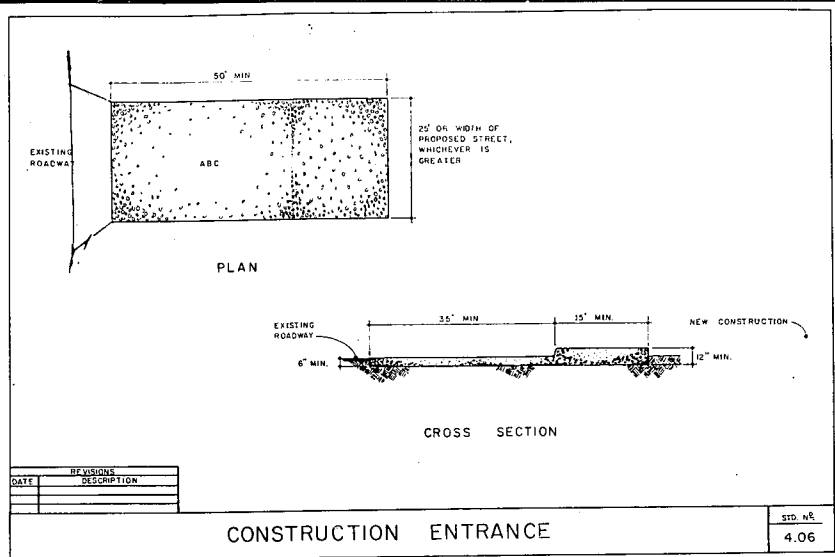 50' MIN
EXISTING
ROADWAY
ABC
25' OR WIDTH OF
PROPOSED STREET,
WHICHEVER IS
GREATER
PLAN
EXISTING
ROADWAY
35' MIN
15' MIN.
NEW CONSTRUCTION
6" MIN.
12" MIN.
CROSS SECTION
REVISIONS
DATE DESCRIPTION
CONSTRUCTION ENTRANCE
STD. Nº
4.06